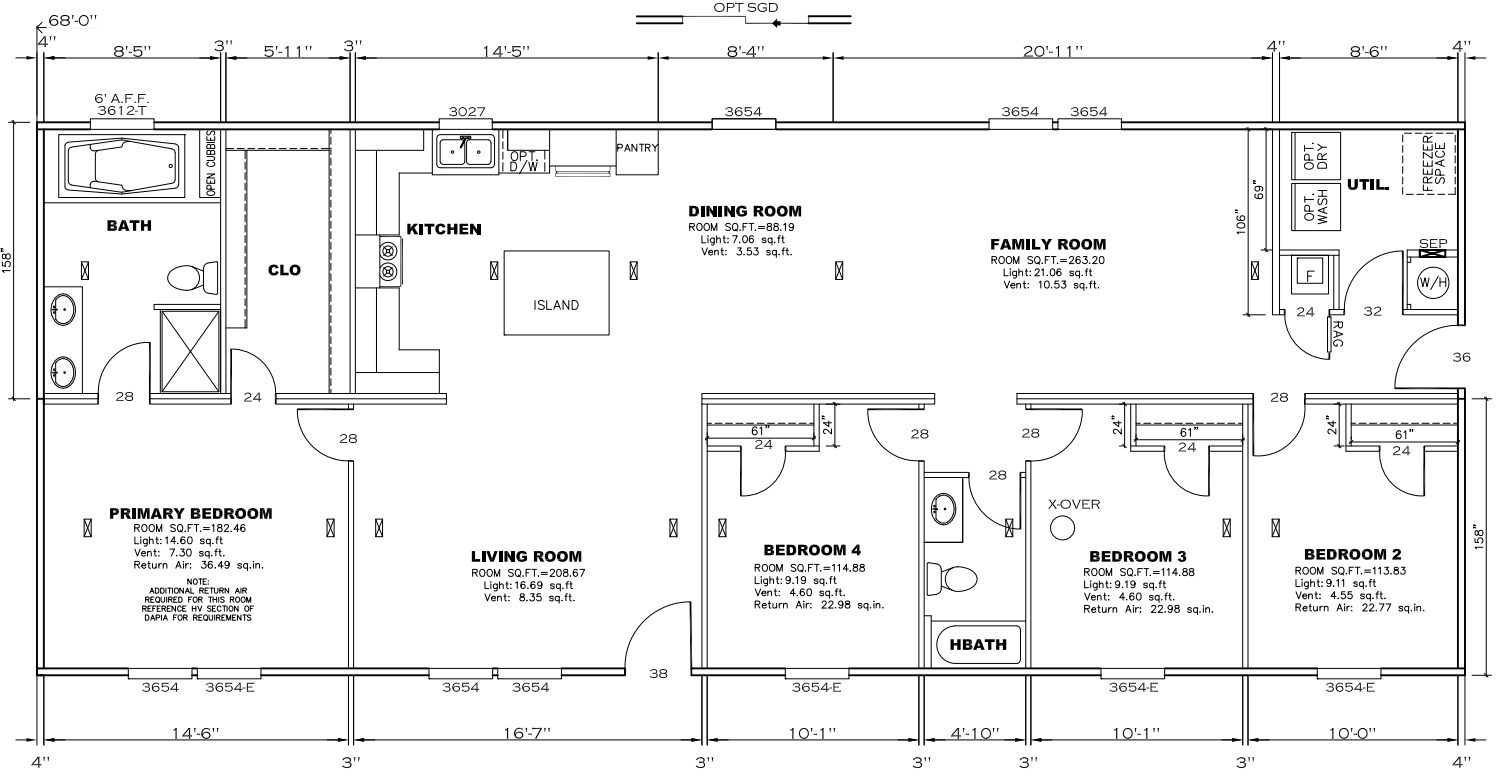 OPT SGD
68'-0"
4" 8'-5" 3" 5'-11" 3" 14'-5" 8'-4" 20'-11" 4" 8'-6" 4"
6' A.F.F.
3612-T
3027
3654
3654 3654
158"
OPEN CUBBIES
BATH
CLO
OPT.
D/W
PANTRY
KITCHEN
ISLAND
DINING ROOM
ROOM SQ.FT.=88.19
Light: 7.06 sq.ft
Vent: 3.53 sq.ft.
FAMILY ROOM
ROOM SQ.FT.=263.20
Light: 21.06 sq.ft
Vent: 10.53 sq.ft.
106"
69"
OPT.
DRY
OPT.
WASH
UTIL.
FREEZER
SPACE
SEP
F
W/H
24
32
RAG
36
28
24
28
28
61"
24
24"
28
28
28
24"
61"
24
28
24"
61"
24
PRIMARY BEDROOM
ROOM SQ.FT.=182.46
Light: 14.60 sq.ft
Vent: 7.30 sq.ft.
Return Air: 36.49 sq.in.
NOTE:
ADDITIONAL RETURN AIR
REQUIRED FOR THIS ROOM
REFERENCE HV SECTION OF
DAPIA FOR REQUIREMENTS
LIVING ROOM
ROOM SQ.FT.=208.67
Light: 16.69 sq.ft
Vent: 8.35 sq.ft.
BEDROOM 4
ROOM SQ.FT.=114.88
Light: 9.19 sq.ft
Vent: 4.60 sq.ft.
Return Air: 22.98 sq.in.
HBATH
X-OVER
BEDROOM 3
ROOM SQ.FT.=114.88
Light: 9.19 sq.ft
Vent: 4.60 sq.ft.
Return Air: 22.98 sq.in.
BEDROOM 2
ROOM SQ.FT.=113.83
Light: 9.11 sq.ft
Vent: 4.55 sq.ft.
Return Air: 22.77 sq.in.
158"
3654 3654-E
3654 3654
38
3654-E
3654-E
3654-E
14'-6" 16'-7" 10'-1" 4'-10" 10'-1" 10'-0"
4" 3" 3" 3" 3" 3" 4"